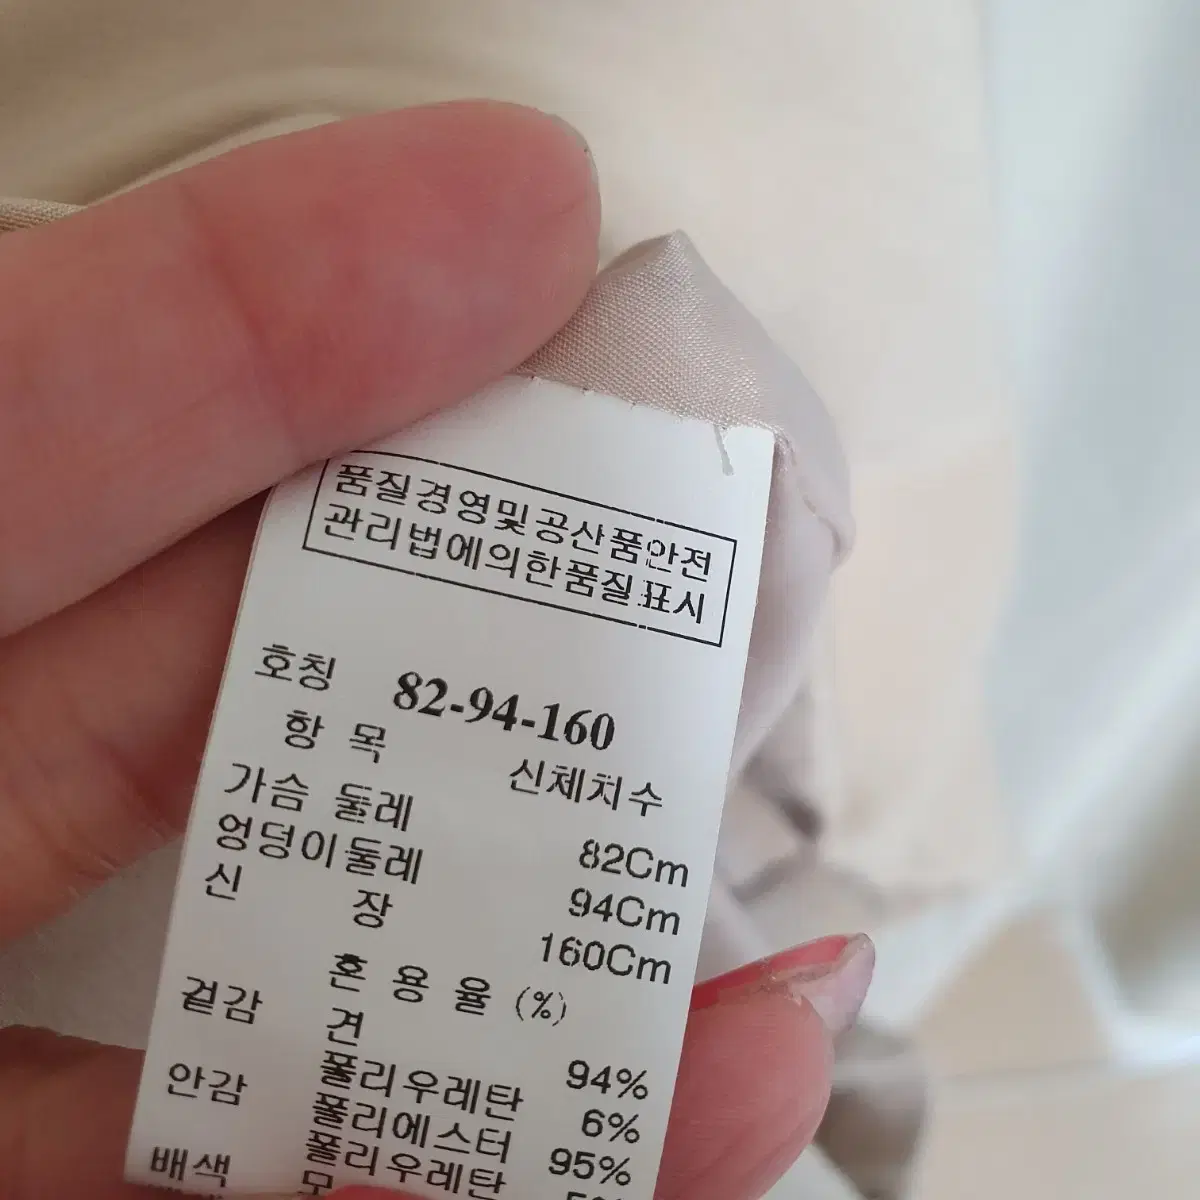 품질경영및공산품안전
관리법에의한품질표시
호칭 82-94-160
항 목 신체치수
가슴 둘레 82Cm
엉덩이둘레 94Cm
신 장 160Cm
혼 용 율 (%)
겉감 견 94%
폴리우레탄 6%
안감 폴리에스터 95%
폴리우레탄
배색 모